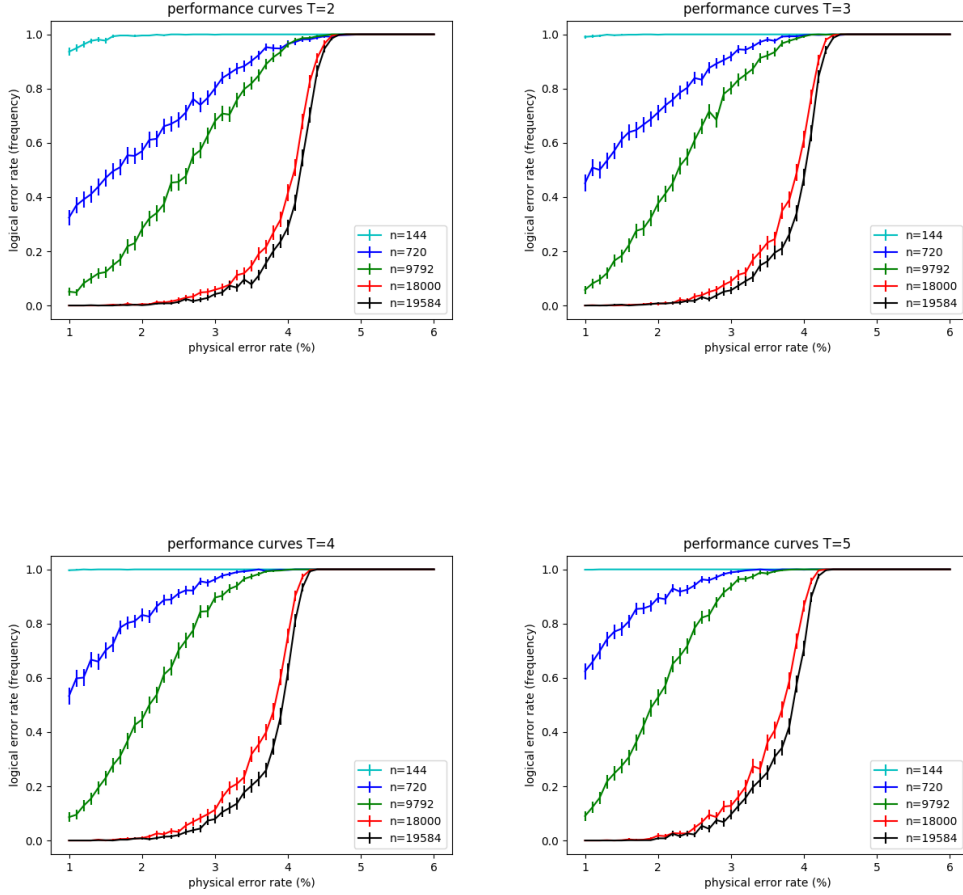 performance curves T=2
1.0
0.8
0.6
0.4
0.2
0.0
logical error rate (frequency)
n=144
n=720
n=9792
n=18000
n=19584
1 2 3 4 5 6
physical error rate (%)
performance curves T=3
1.0
0.8
0.6
0.4
0.2
0.0
logical error rate (frequency)
n=144
n=720
n=9792
n=18000
n=19584
1 2 3 4 5 6
physical error rate (%)
performance curves T=4
1.0
0.8
0.6
0.4
0.2
0.0
logical error rate (frequency)
n=144
n=720
n=9792
n=18000
n=19584
1 2 3 4 5 6
physical error rate (%)
performance curves T=5
1.0
0.8
0.6
0.4
0.2
0.0
logical error rate (frequency)
n=144
n=720
n=9792
n=18000
n=19584
1 2 3 4 5 6
physical error rate (%)